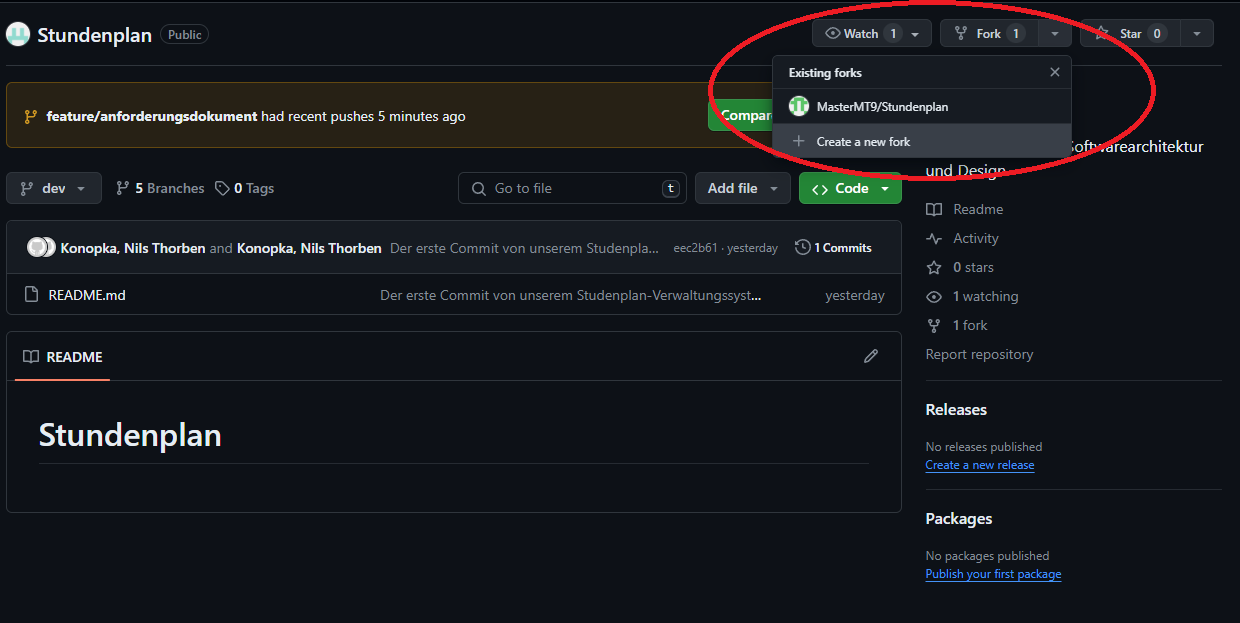 Stundenplan Public
Watch 1 Fork 1 Star 0
Existing forks
MasterMT9/Stundenplan
Create a new fork
feature/anforderungsdokument had recent pushes 5 minutes ago
Softwarearchitektur
und Design
dev 5 Branches 0 Tags Go to file t Add file Code
Konopka, Nils Thorben and Konopka, Nils Thorben Der erste Commit von unserem Studenpla... eec2b61 · yesterday 1 Commits
README.md Der erste Commit von unserem Studenplan-Verwaltungssyst... yesterday
README
Stundenplan
Readme
Activity
0 stars
1 watching
1 fork
Report repository
Releases
No releases published
Create a new release
Packages
No packages published
Publish your first package